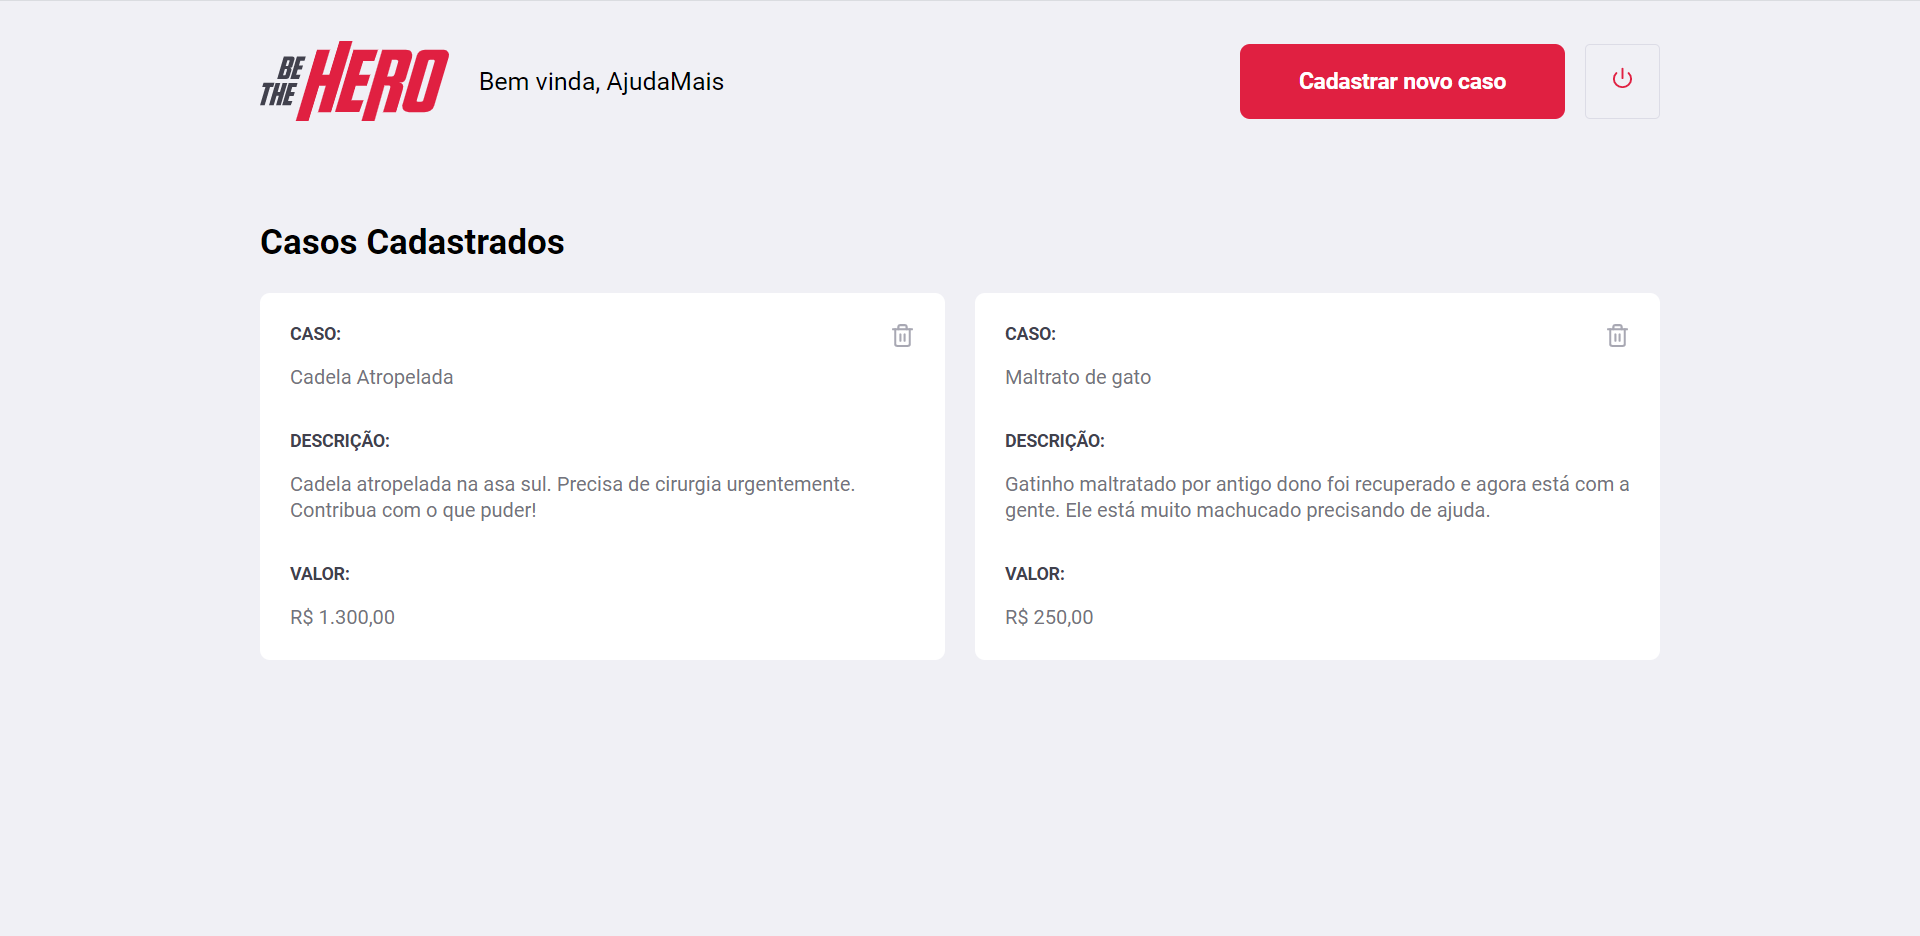 BE
THE
HERO
Bem vinda, AjudaMais
Cadastrar novo caso
Casos Cadastrados
CASO:
Cadela Atropelada
DESCRIÇÃO:
Cadela atropelada na asa sul. Precisa de cirurgia urgentemente.
Contribua com o que puder!
VALOR:
R$ 1.300,00
CASO:
Maltrato de gato
DESCRIÇÃO:
Gatinho maltratado por antigo dono foi recuperado e agora está com a
gente. Ele está muito machucado precisando de ajuda.
VALOR:
R$ 250,00